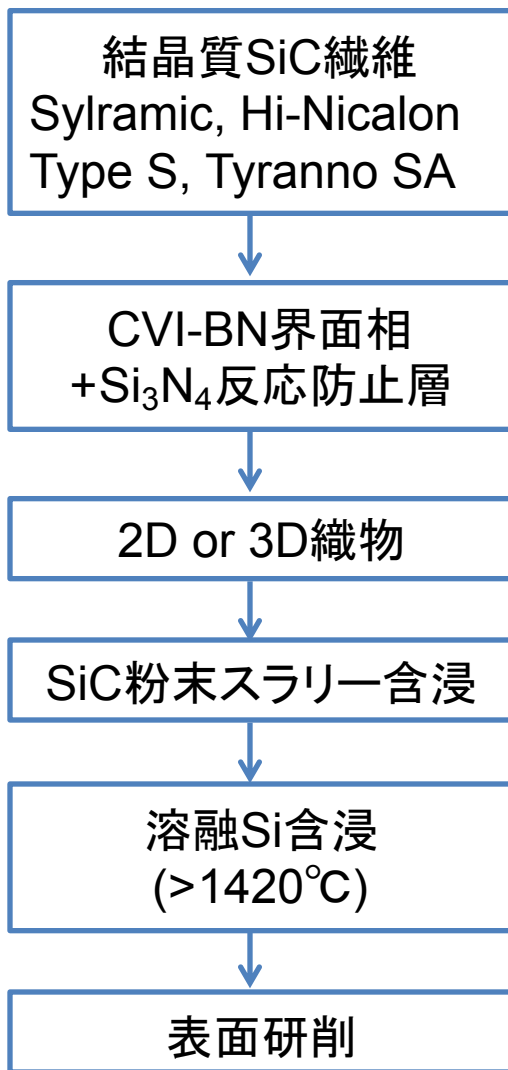 結晶質SiC繊維
Sylramic, Hi-Nicalon
Type S, Tyranno SA
CVI-BN界面相
+Si₃N₄反応防止層
2D or 3D織物
SiC粉末スラリー含浸
溶融Si含浸
(>1420℃)
表面研削